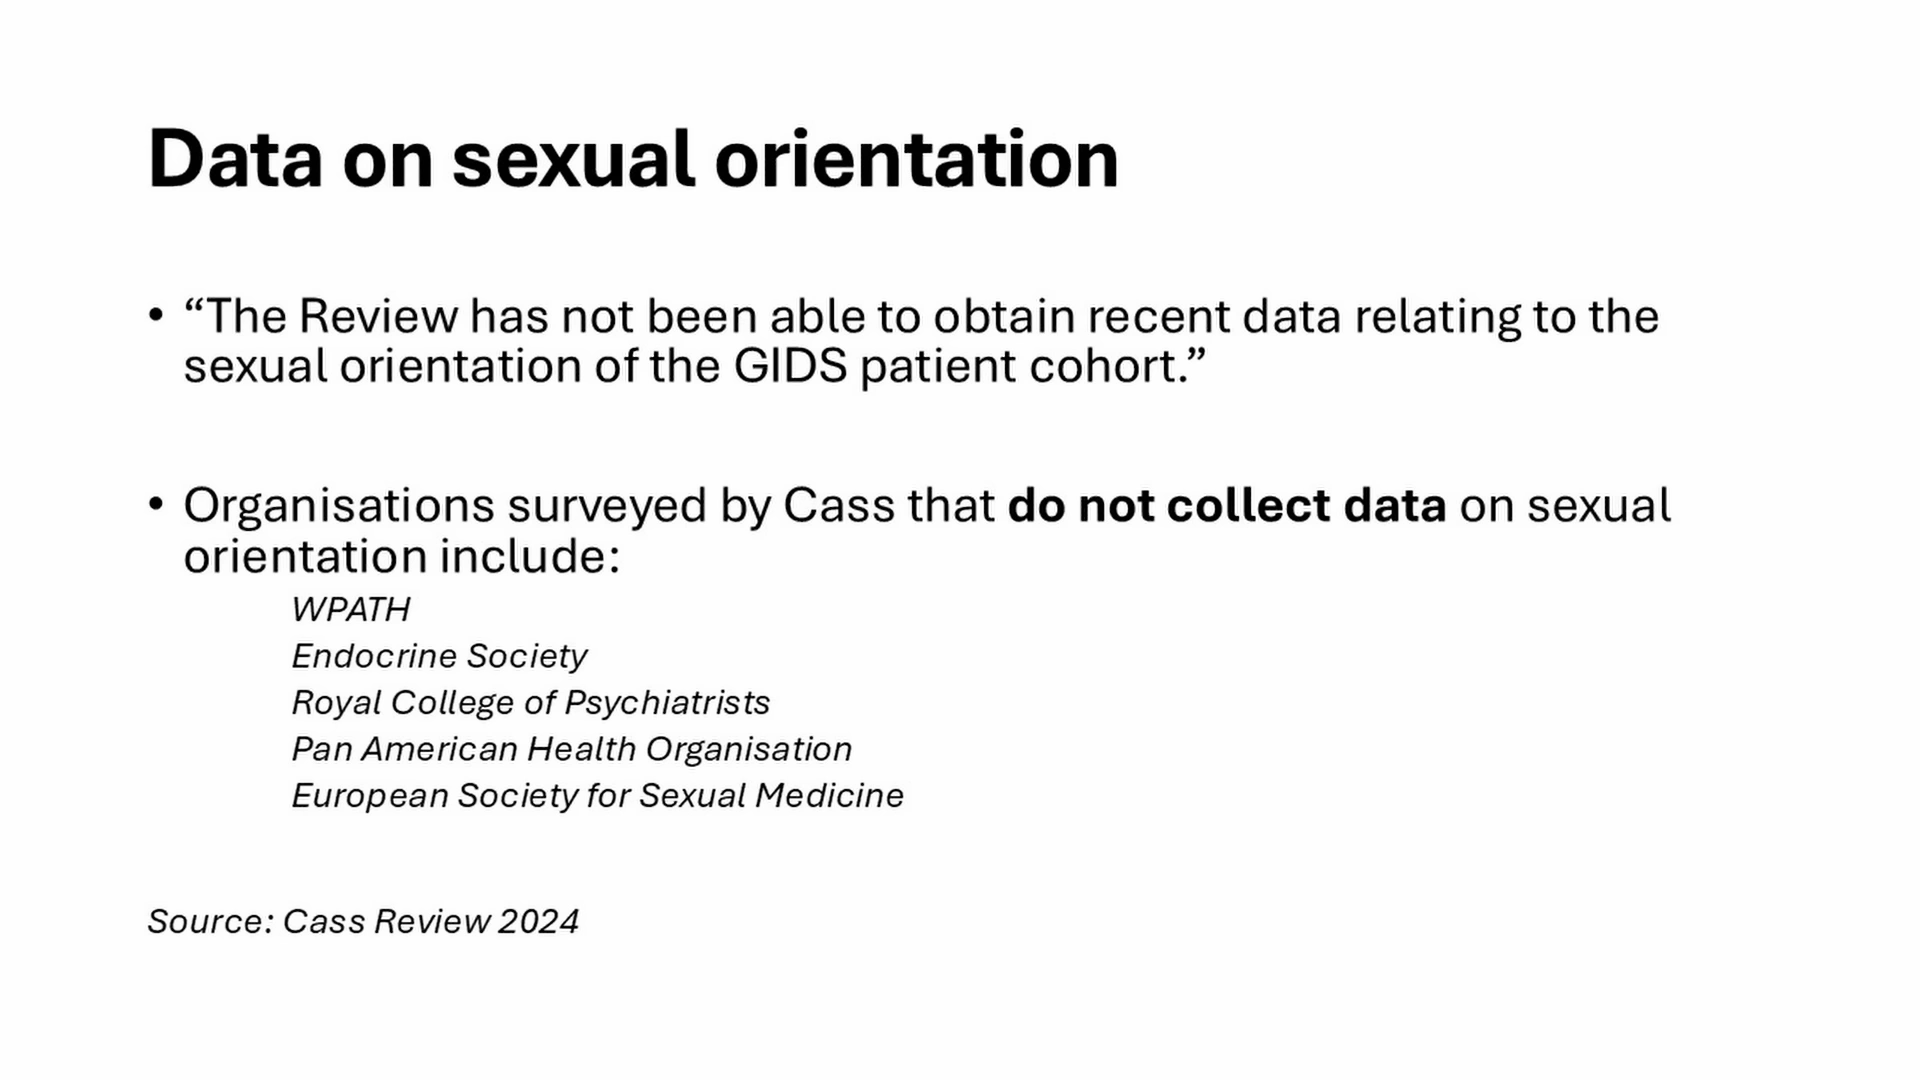 Data on sexual orientation
• “The Review has not been able to obtain recent data relating to the
sexual orientation of the GIDS patient cohort.”
• Organisations surveyed by Cass that do not collect data on sexual
orientation include:
WPATH
Endocrine Society
Royal College of Psychiatrists
Pan American Health Organisation
European Society for Sexual Medicine
Source: Cass Review 2024